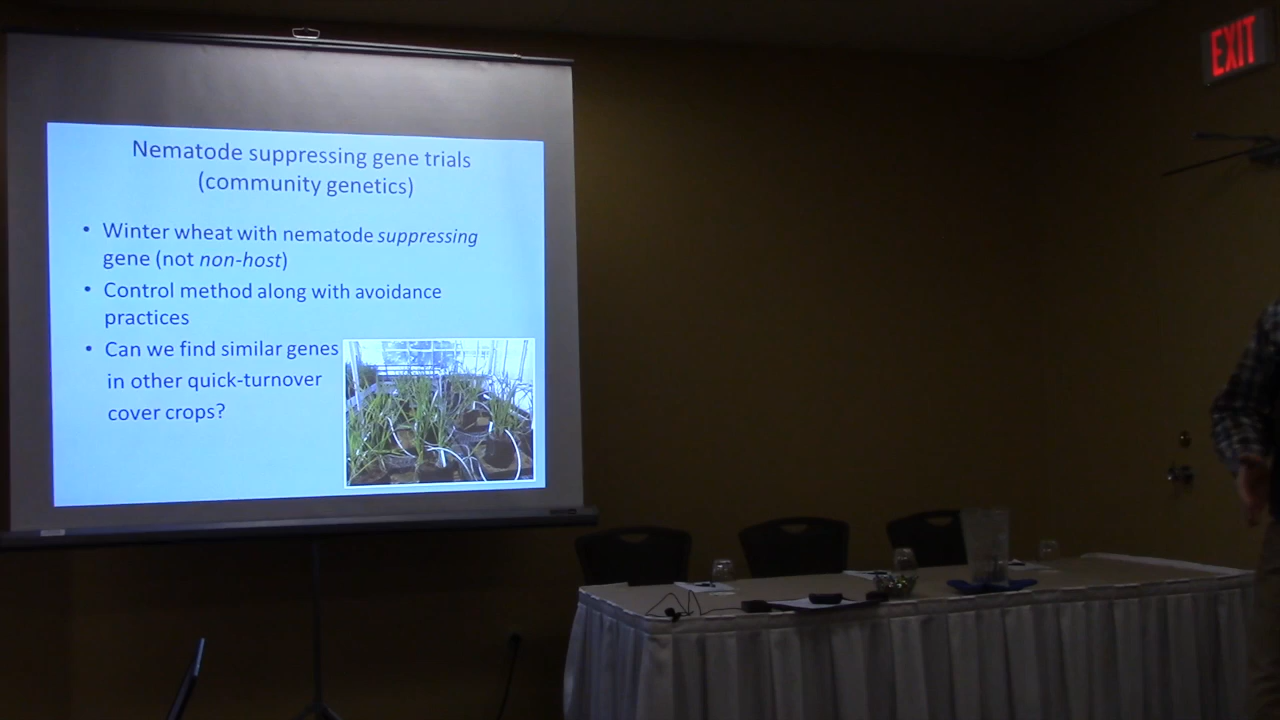 Nematode suppressing gene trials
(community genetics)
• Winter wheat with nematode suppressing
gene (not non-host)
• Control method along with avoidance
practices
• Can we find similar genes
in other quick-turnover
cover crops?
EXIT